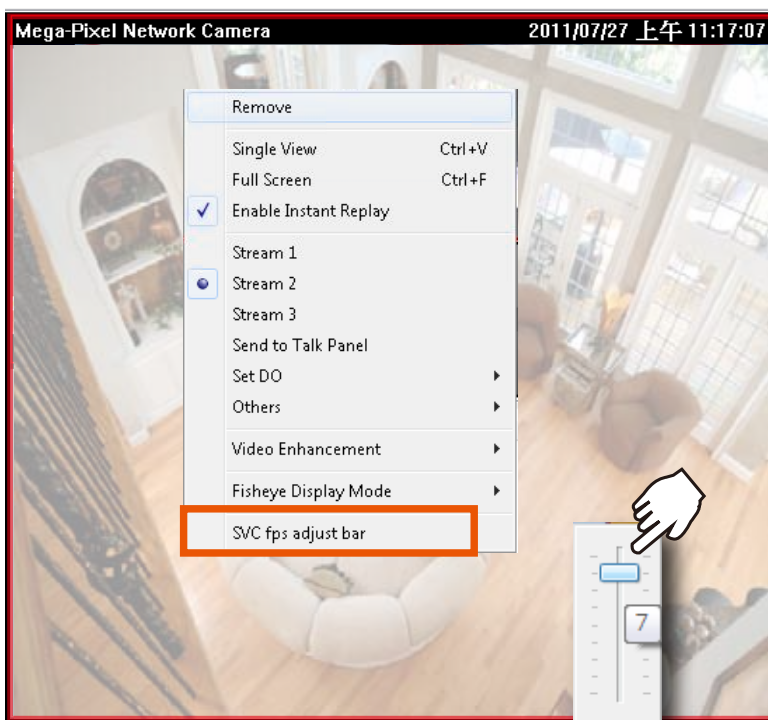 Mega-Pixel Network Camera 2011/07/27 上午 11:17:07
Remove
Single View Ctrl+V
Full Screen Ctrl+F
Enable Instant Replay
Stream 1
Stream 2
Stream 3
Send to Talk Panel
Set DO
Others
Video Enhancement
Fisheye Display Mode
SVC fps adjust bar
7